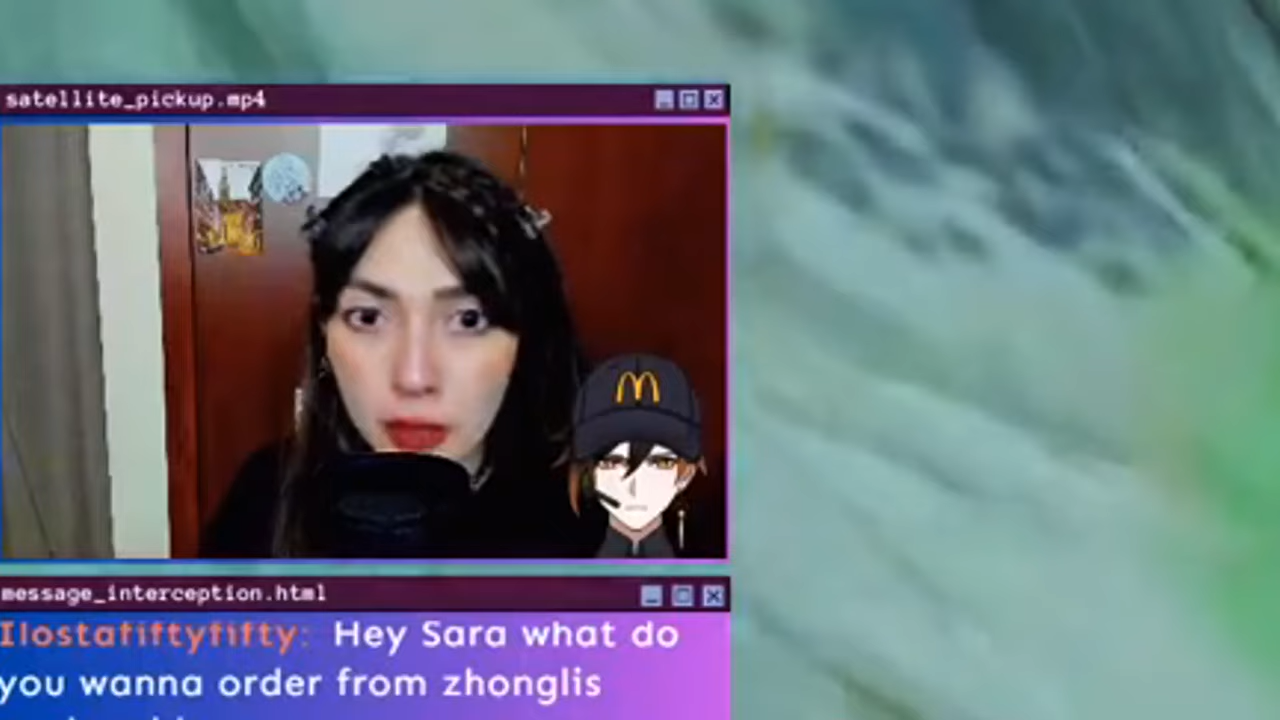 satellite_pickup.mp4
message_interception.html
Ilostafiftyfifty: Hey Sara what do
you wanna order from zhonglis